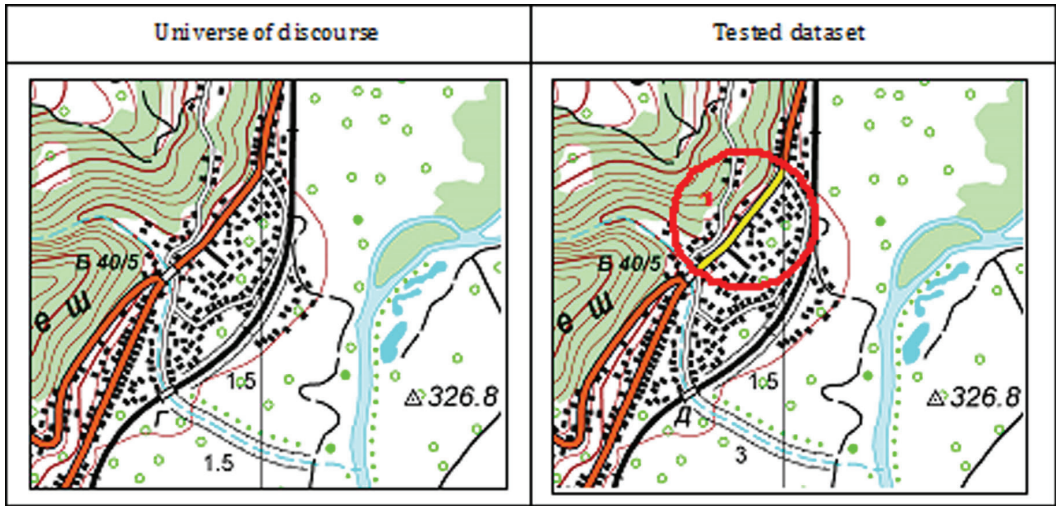 Universe of discourse
Tested dataset
Б 40/5
е ш
1.5
326.8
Г
1.5
1
Б 40/5
е ш
1.5
326.8
Д
3